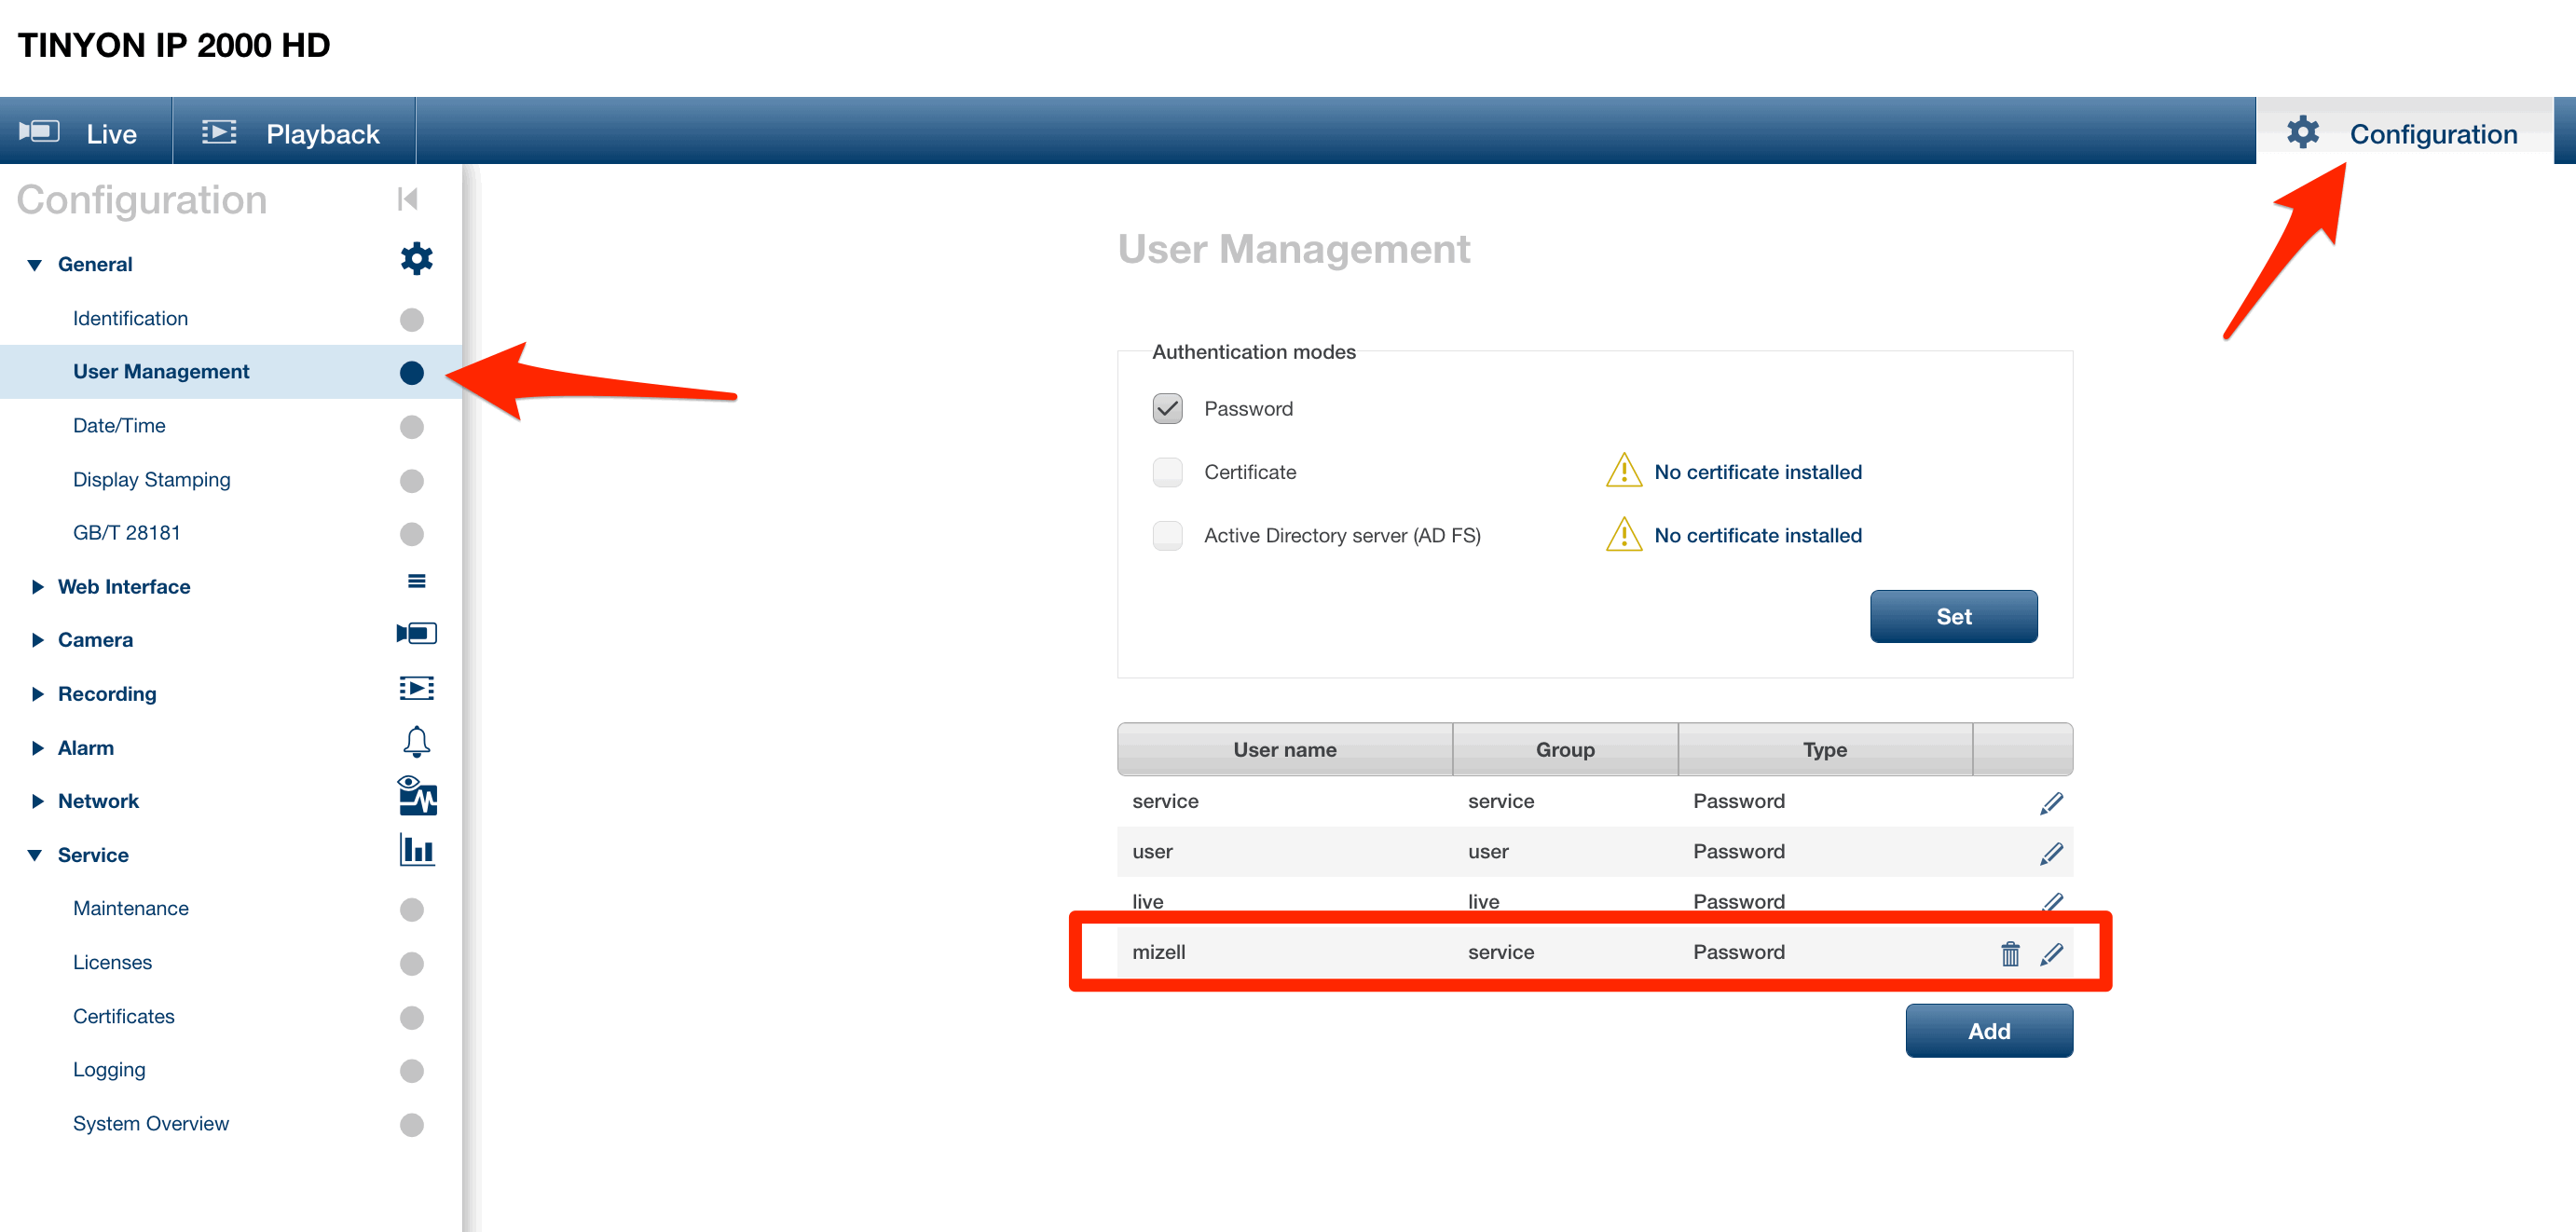 TINYON IP 2000 HD
Live
Playback
Configuration
Configuration
General
Identification
User Management
Date/Time
Display Stamping
GB/T 28181
Web Interface
Camera
Recording
Alarm
Network
Service
Maintenance
Licenses
Certificates
Logging
System Overview
User Management
Authentication modes
Password
Certificate No certificate installed
Active Directory server (AD FS) No certificate installed
Set
User name Group Type
service service Password
user user Password
live live Password
mizell service Password
Add